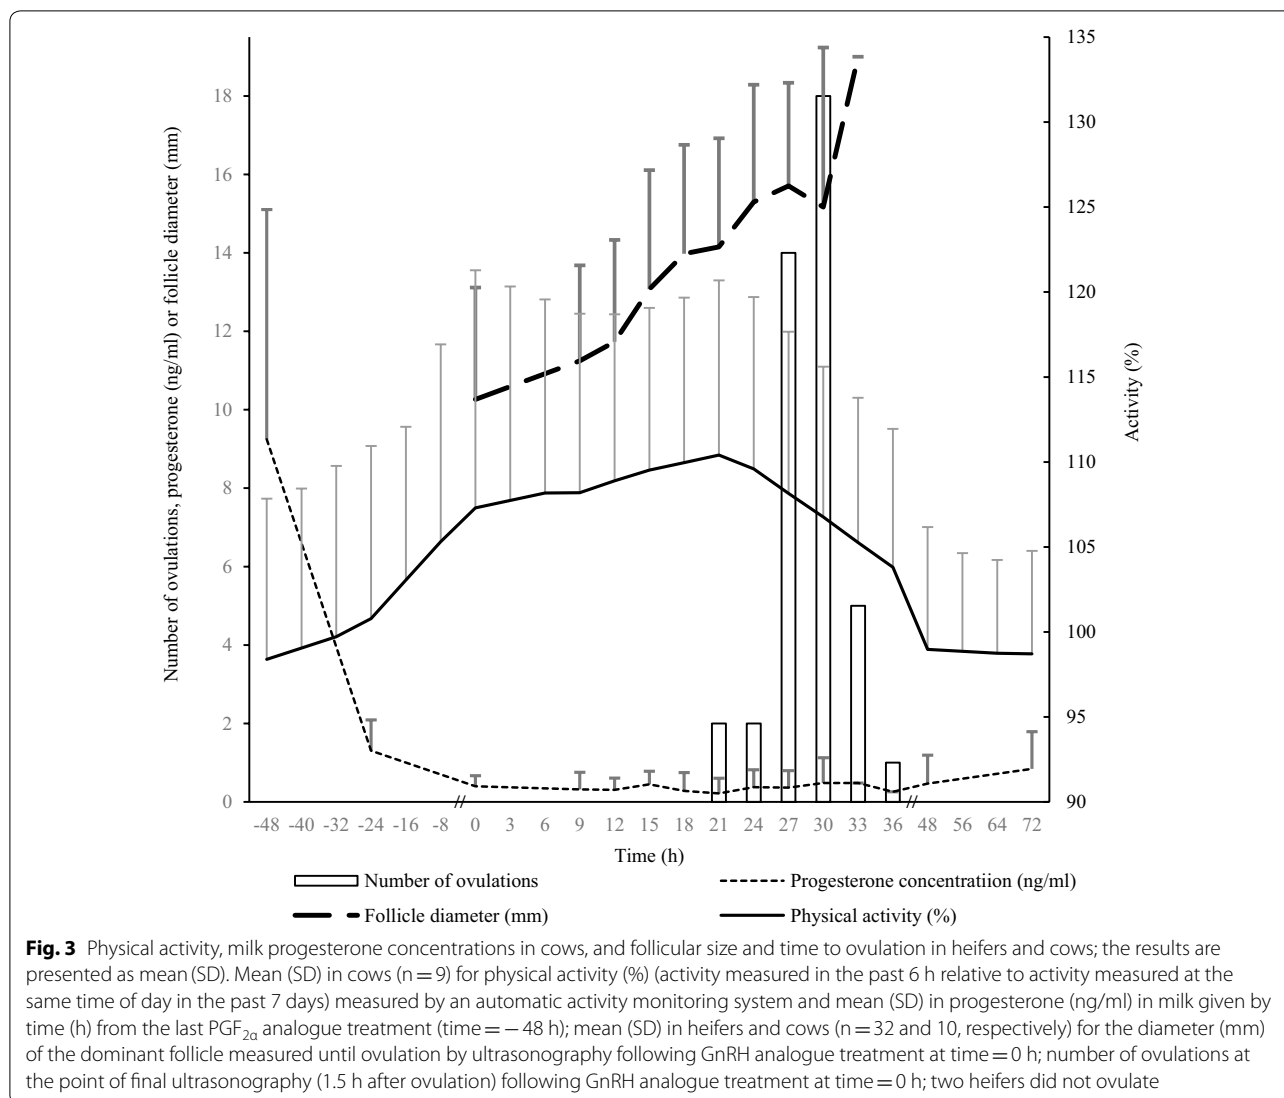 Number of ovulations, progesterone (ng/ml) or follicle diameter (mm)
18
16
14
12
10
8
6
4
2
0
135
130
125
120
115
110
105
100
95
90
Activity (%)
-48 -40 -32 -24 -16 -8 // 0 3 6 9 12 15 18 21 24 27 30 33 36 // 48 56 64 72
Time (h)
Number of ovulations
Progesterone concentratiion (ng/ml)
Follicle diameter (mm)
Physical activity (%)
Fig. 3 Physical activity, milk progesterone concentrations in cows, and follicular size and time to ovulation in heifers and cows; the results are
presented as mean (SD). Mean (SD) in cows (n = 9) for physical activity (%) (activity measured in the past 6 h relative to activity measured at the
same time of day in the past 7 days) measured by an automatic activity monitoring system and mean (SD) in progesterone (ng/ml) in milk given by
time (h) from the last PGF2α analogue treatment (time = − 48 h); mean (SD) in heifers and cows (n = 32 and 10, respectively) for the diameter (mm)
of the dominant follicle measured until ovulation by ultrasonography following GnRH analogue treatment at time = 0 h; number of ovulations at
the point of final ultrasonography (1.5 h after ovulation) following GnRH analogue treatment at time = 0 h; two heifers did not ovulate